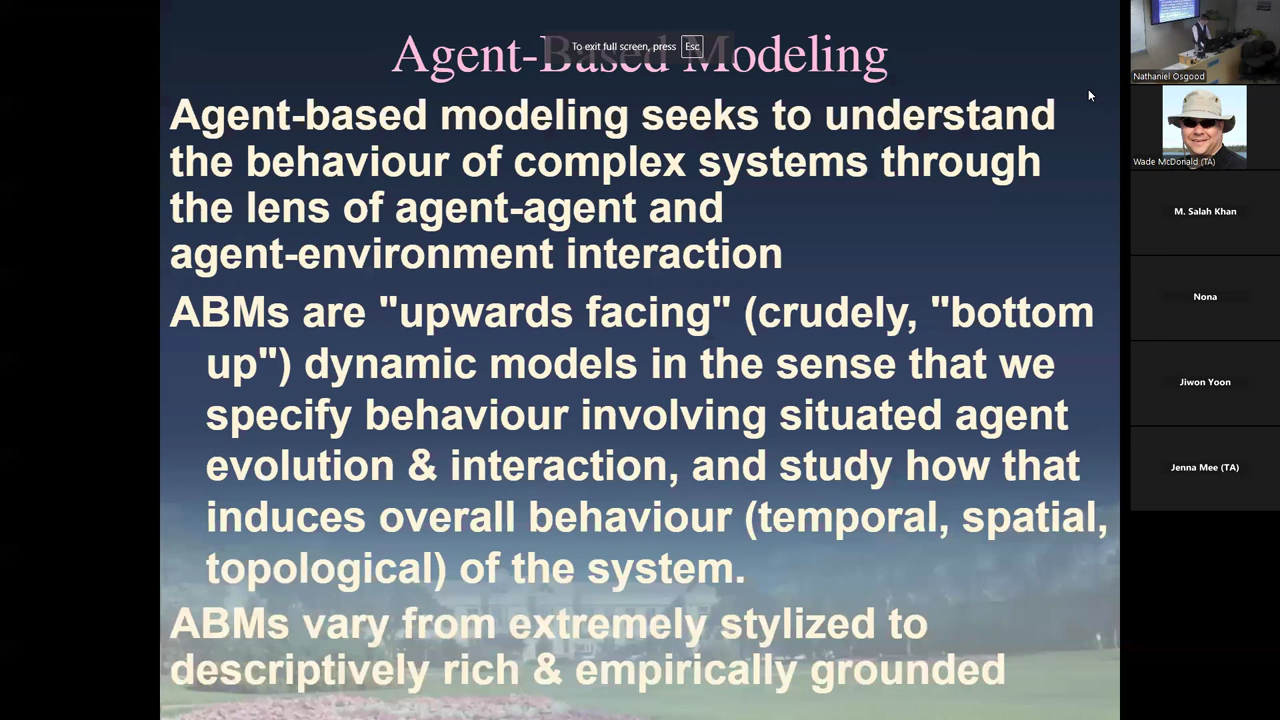 Agent-Based Modeling
To exit full screen, press Esc
Agent-based modeling seeks to understand
the behaviour of complex systems through
the lens of agent-agent and
agent-environment interaction
ABMs are "upwards facing" (crudely, "bottom
up") dynamic models in the sense that we
specify behaviour involving situated agent
evolution & interaction, and study how that
induces overall behaviour (temporal, spatial,
topological) of the system.
ABMs vary from extremely stylized to
descriptively rich & empirically grounded
Nathaniel Osgood
Wade McDonald (TA)
M. Salah Khan
Nona
Jiwon Yoon
Jenna Mee (TA)